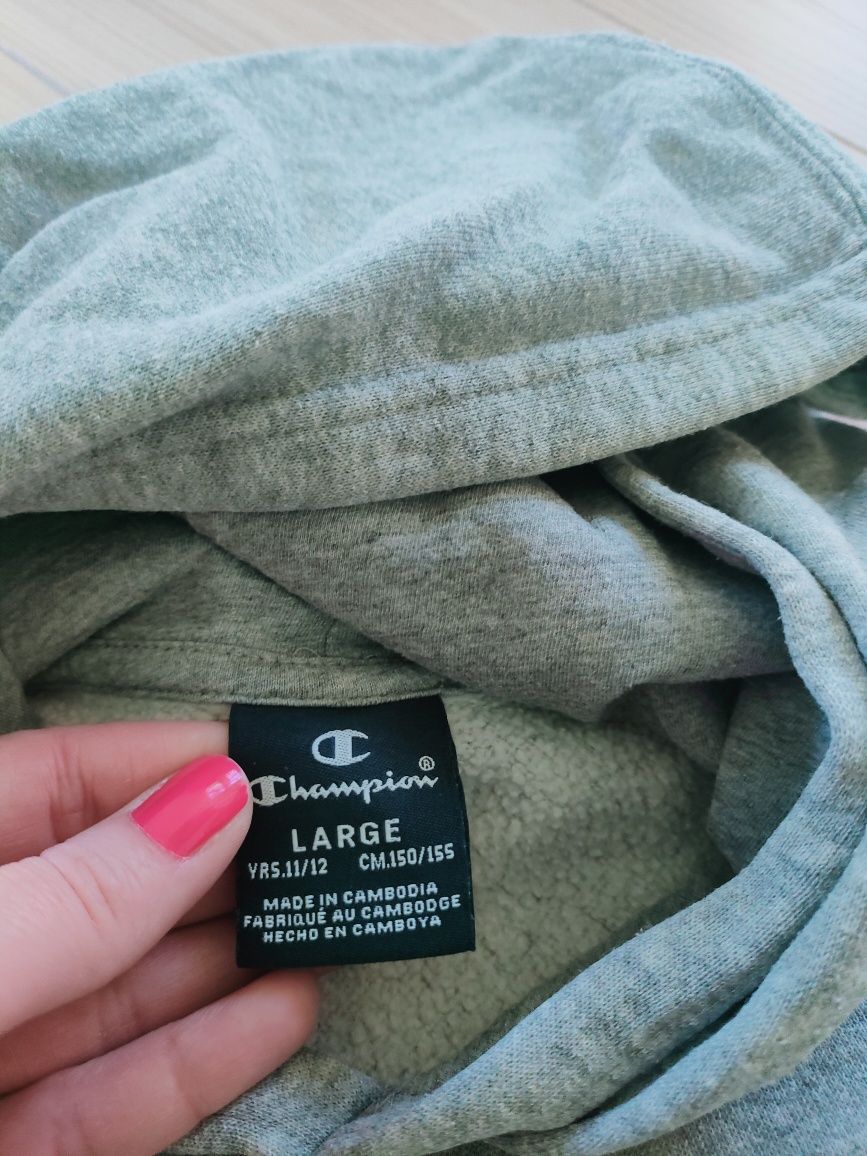 Champion®
LARGE
YRS.11/12 CM.150/155
MADE IN CAMBODIA
FABRIQUÉ AU CAMBODGE
HECHO EN CAMBOYA